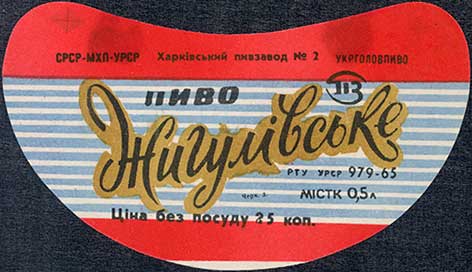 СРСР-МХП-УРСР Харківський пивзавод № 2 УКРГОЛОВПИВО
ПИВО
Жигулівське
РТУ УРСР 979-65
МІСТК 0,5 л
Ціна без посуду 25 коп.